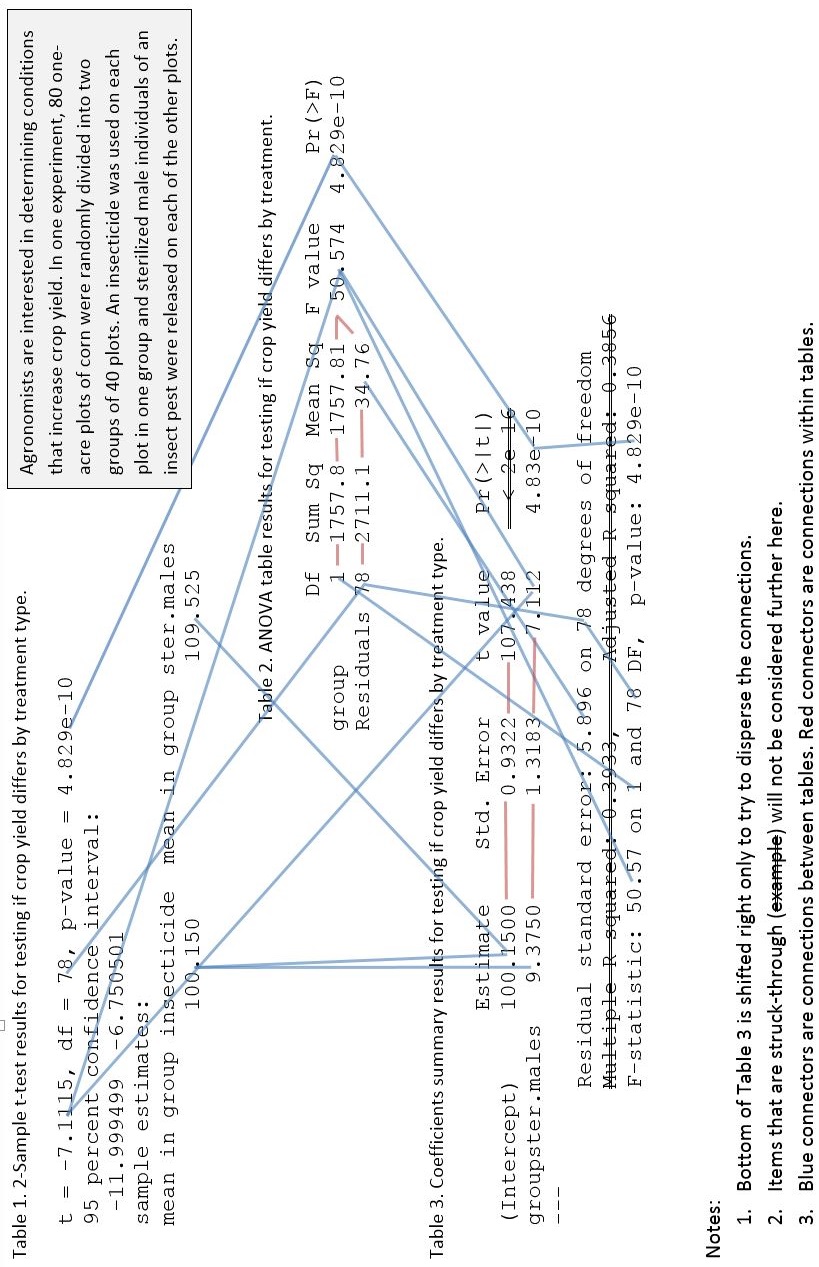 Agronomists are interested in determining conditions
that increase crop yield. In one experiment, 80 one-
acre plots of corn were randomly divided into two
groups of 40 plots. An insecticide was used on each
plot in one group and sterilized male individuals of an
insect pest were released on each of the other plots.
Table 1. 2-Sample t-test results for testing if crop yield differs by treatment type.
t = -7.1115, df = 78, p-value = 4.829e-10
95 percent confidence interval:
-11.999499 -6.750501
sample estimates:
mean in group insecticide mean in group ster.males
100.150 109.525
Table 2. ANOVA table results for testing if crop yield differs by treatment.
Df Sum Sq Mean Sq F value Pr(>F)
group 1 1757.8 1757.81 50.574 4.829e-10
Residuals 78 2711.1 34.76
Table 3. Coefficients summary results for testing if crop yield differs by treatment type.
Estimate Std. Error t value Pr(>|t|)
(Intercept) 100.1500 0.9322 107.438 < 2e-16
groupster.males 9.3750 1.3183 7.112 4.83e-10
---
Residual standard error: 5.896 on 78 degrees of freedom
Multiple R squared: 0.3933, Adjusted R squared: 0.3856
F-statistic: 50.57 on 1 and 78 DF, p-value: 4.829e-10
Notes:
1. Bottom of Table 3 is shifted right only to try to disperse the connections.
2. Items that are struck-through (example) will not be considered further here.
3. Blue connectors are connections between tables. Red connectors are connections within tables.